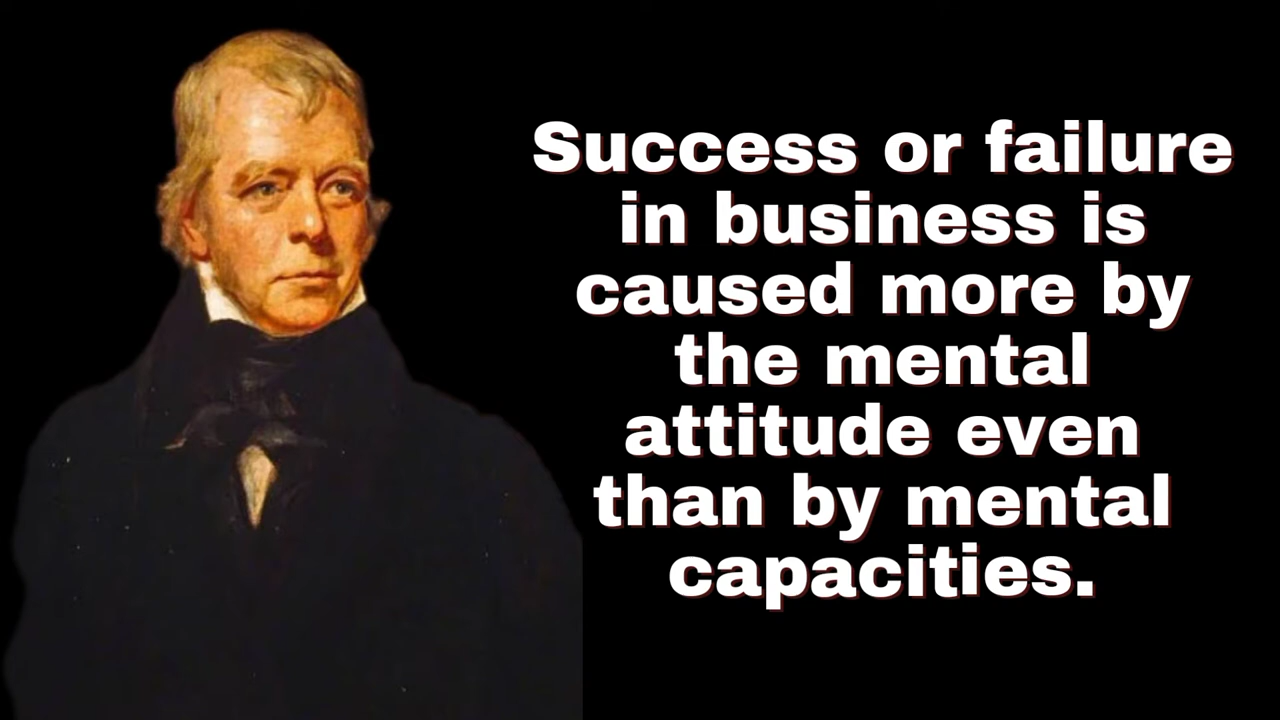 Success or failure
in business is
caused more by
the mental
attitude even
than by mental
capacities.